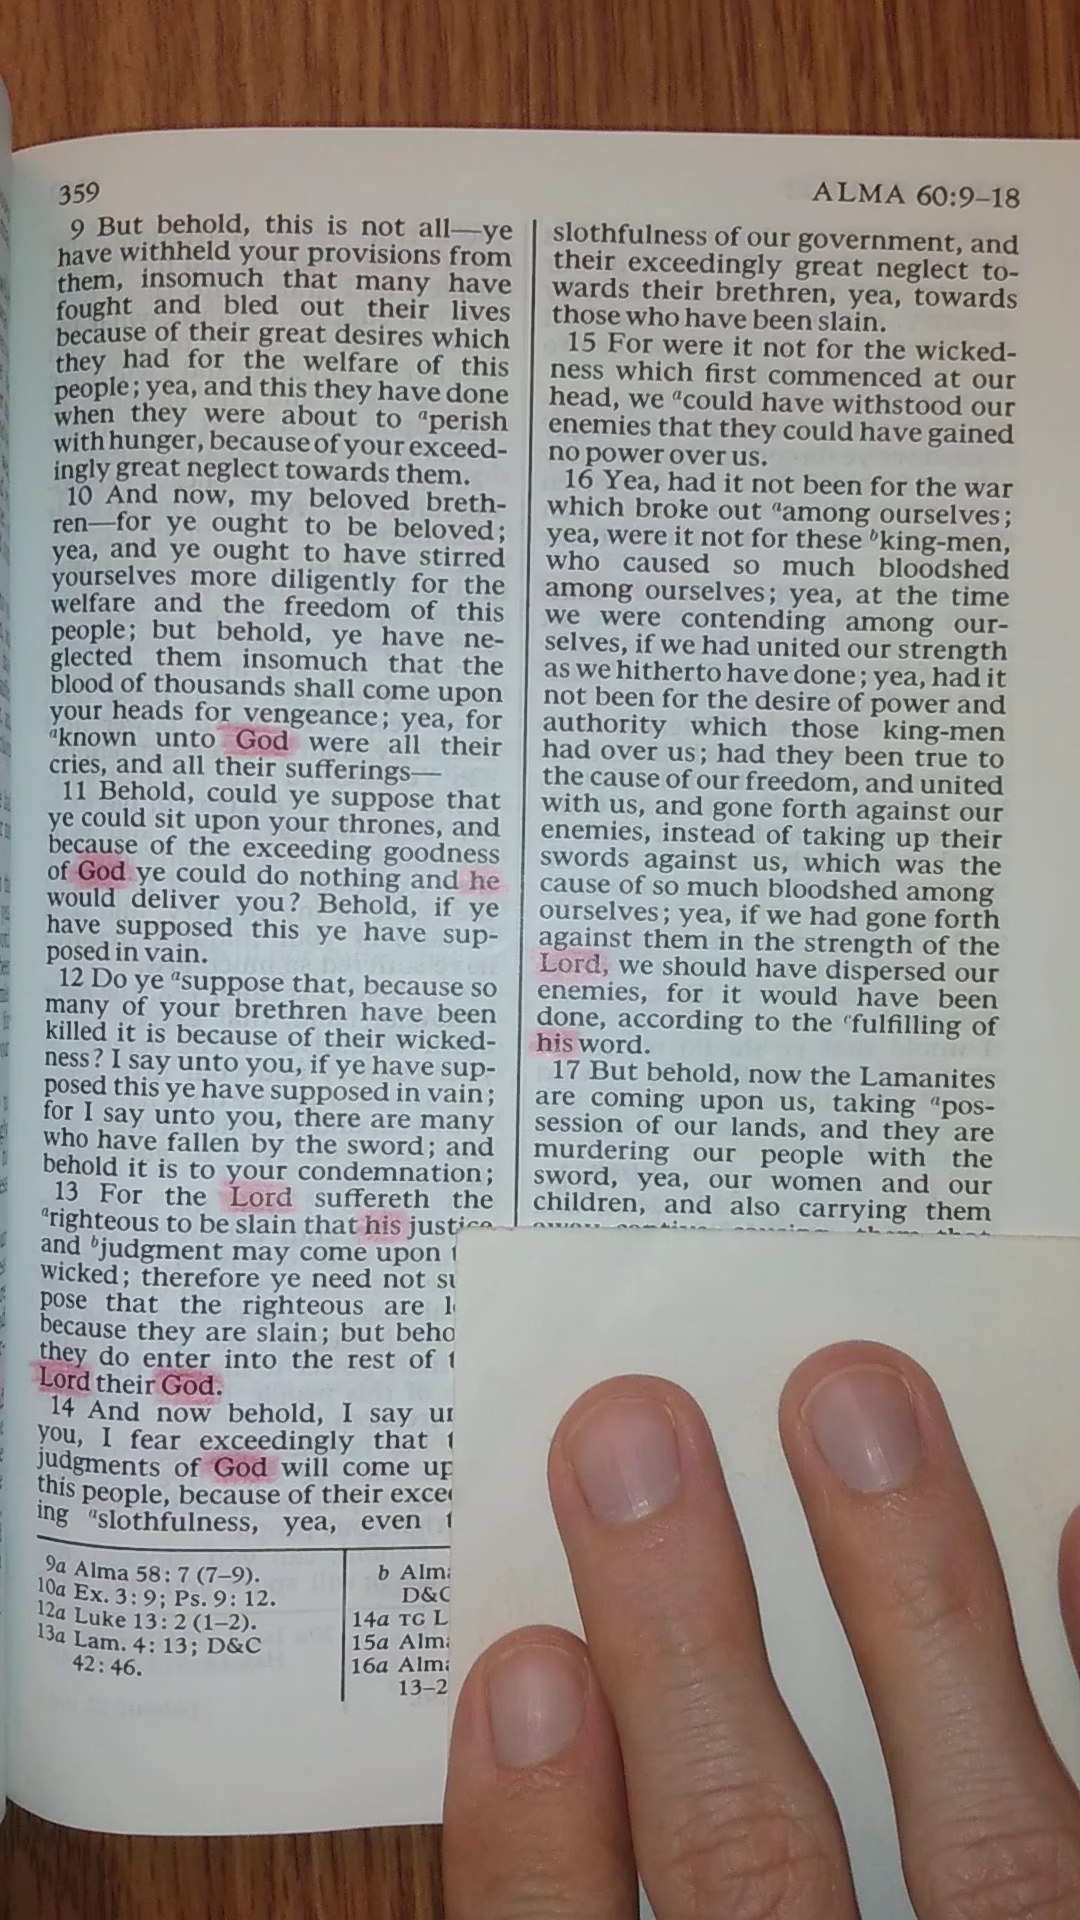 359
ALMA 60:9–18
9 But behold, this is not all—ye
have withheld your provisions from
them, insomuch that many have
fought and bled out their lives
because of their great desires which
they had for the welfare of this
people; yea, and this they have done
when they were about to aperish
with hunger, because of your exceed-
ingly great neglect towards them.
10 And now, my beloved breth-
ren—for ye ought to be beloved;
yea, and ye ought to have stirred
yourselves more diligently for the
welfare and the freedom of this
people; but behold, ye have ne-
glected them insomuch that the
blood of thousands shall come upon
your heads for vengeance; yea, for
aknown unto God were all their
cries, and all their sufferings—
11 Behold, could ye suppose that
ye could sit upon your thrones, and
because of the exceeding goodness
of God ye could do nothing and he
would deliver you? Behold, if ye
have supposed this ye have sup-
posed in vain.
12 Do ye asuppose that, because so
many of your brethren have been
killed it is because of their wicked-
ness? I say unto you, if ye have sup-
posed this ye have supposed in vain;
for I say unto you, there are many
who have fallen by the sword; and
behold it is to your condemnation;
13 For the Lord suffereth the
arighteous to be slain that his justice
and bjudgment may come upon
wicked; therefore ye need not
pose that the righteous are
because they are slain; but
they do enter into the rest of
Lord their God.
14 And now behold, I say
you, I fear exceedingly that
judgments of God will come up
this people, because of their
ing aslothfulness, yea, even
9a Alma 58: 7 (7–9).
10a Ex. 3: 9; Ps. 9: 12.
12a Luke 13: 2 (1–2).
13a Lam. 4: 13; D&C
42: 46.
b Alma
D&C
14a TG L
15a Alma
16a Alma
13–2
slothfulness of our government, and
their exceedingly great neglect to-
wards their brethren, yea, towards
those who have been slain.
15 For were it not for the wicked-
ness which first commenced at our
head, we acould have withstood our
enemies that they could have gained
no power over us.
16 Yea, had it not been for the war
which broke out aamong ourselves;
yea, were it not for these bking-men,
who caused so much bloodshed
among ourselves; yea, at the time
we were contending among our-
selves, if we had united our strength
as we hitherto have done; yea, had it
not been for the desire of power and
authority which those king-men
had over us; had they been true to
the cause of our freedom, and united
with us, and gone forth against our
enemies, instead of taking up their
swords against us, which was the
cause of so much bloodshed among
ourselves; yea, if we had gone forth
against them in the strength of the
Lord, we should have dispersed our
enemies, for it would have been
done, according to the cfulfilling of
his word.
17 But behold, now the Lamanites
are coming upon us, taking apos-
session of our lands, and they are
murdering our people with the
sword, yea, our women and our
children, and also carrying them